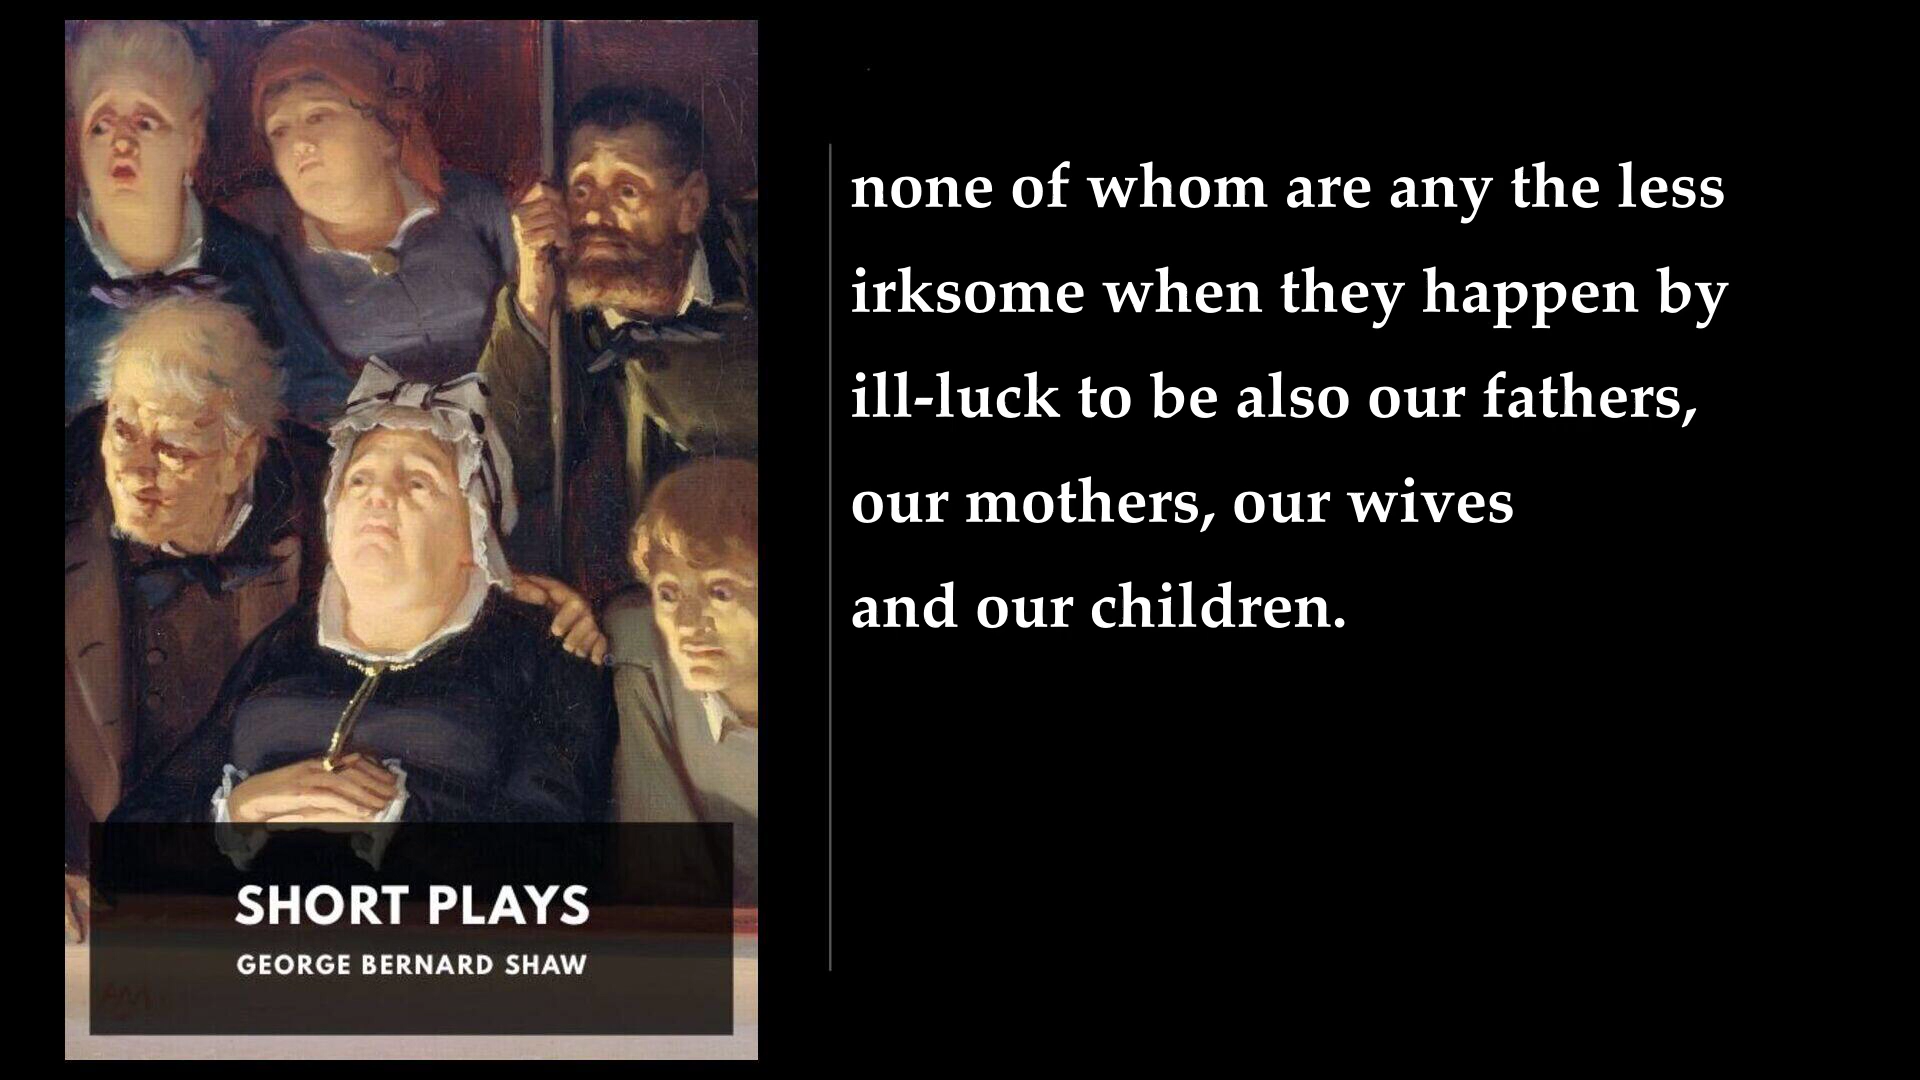 none of whom are any the less
irksome when they happen by
ill-luck to be also our fathers,
our mothers, our wives
and our children.
SHORT PLAYS
GEORGE BERNARD SHAW